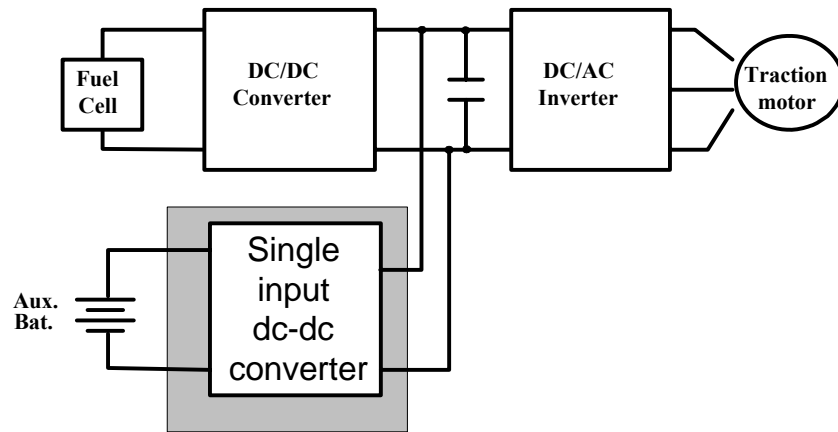 Fuel
Cell
DC/DC
Converter
DC/AC
Inverter
Traction
motor
Aux.
Bat.
Single
input
dc-dc
converter